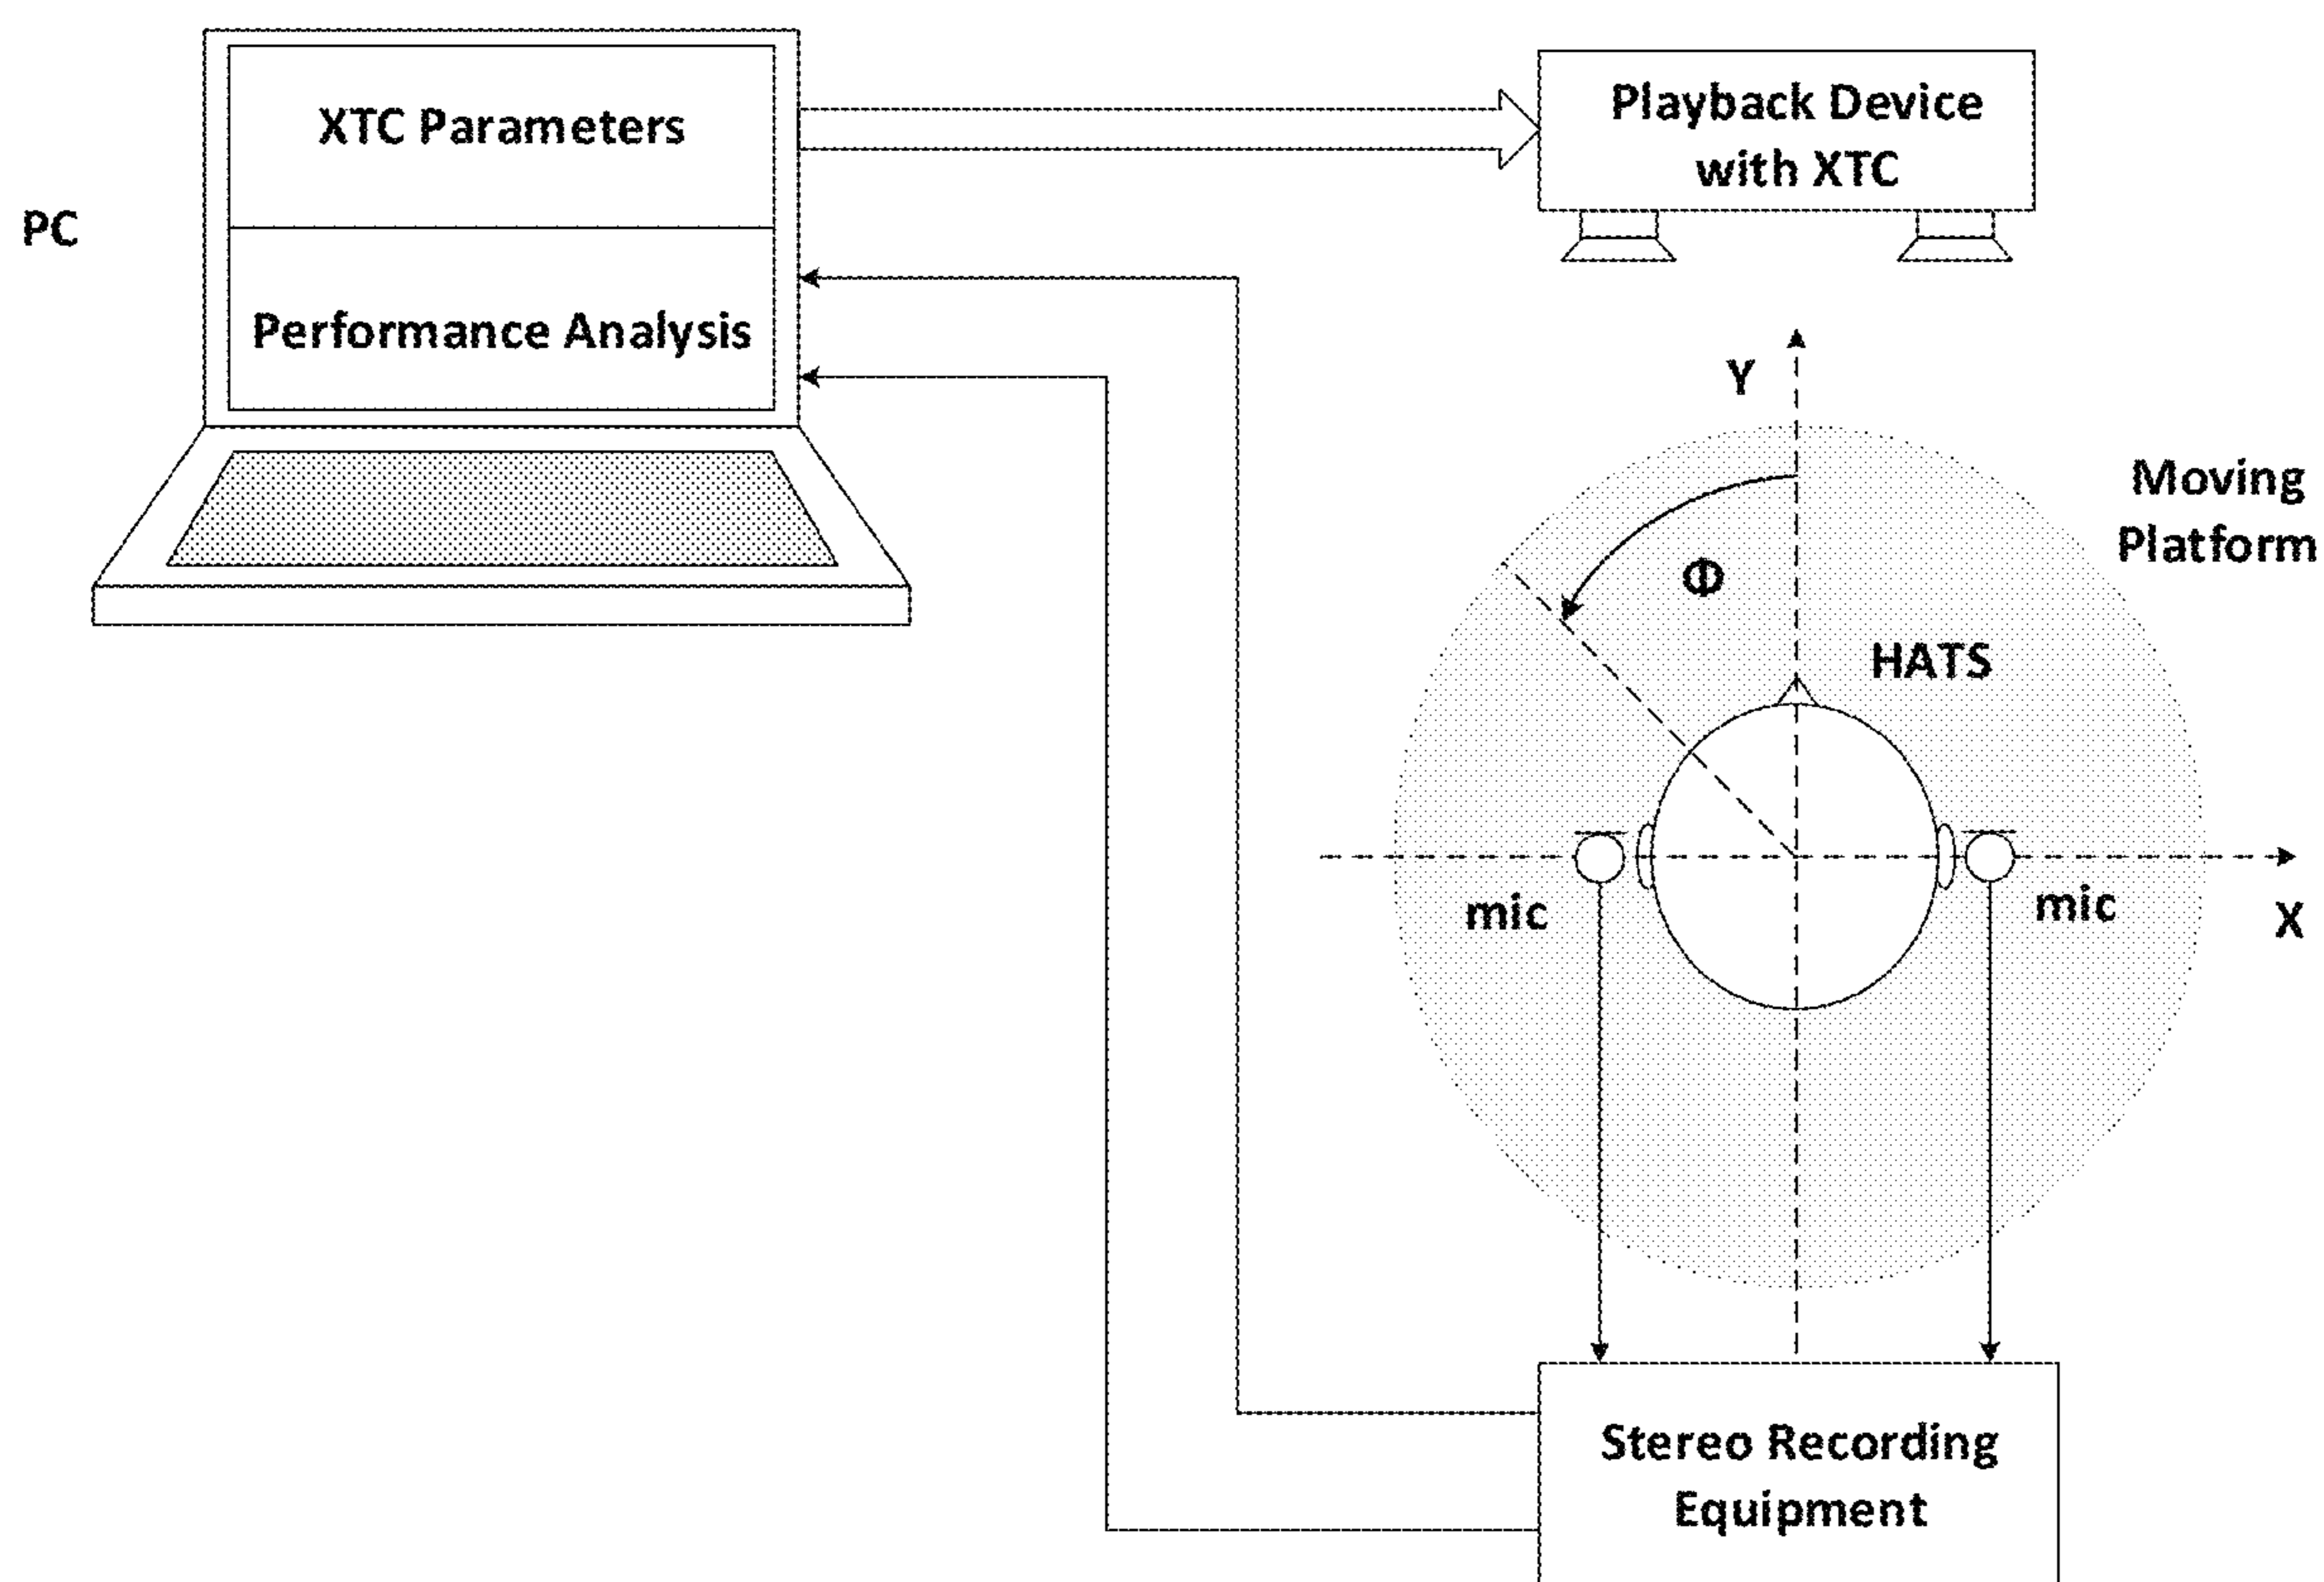 XTC Parameters
Playback Device
with XTC
PC
Performance Analysis
Y
Moving
Platform
Φ
HATS
mic
mic
X
Stereo Recording
Equipment